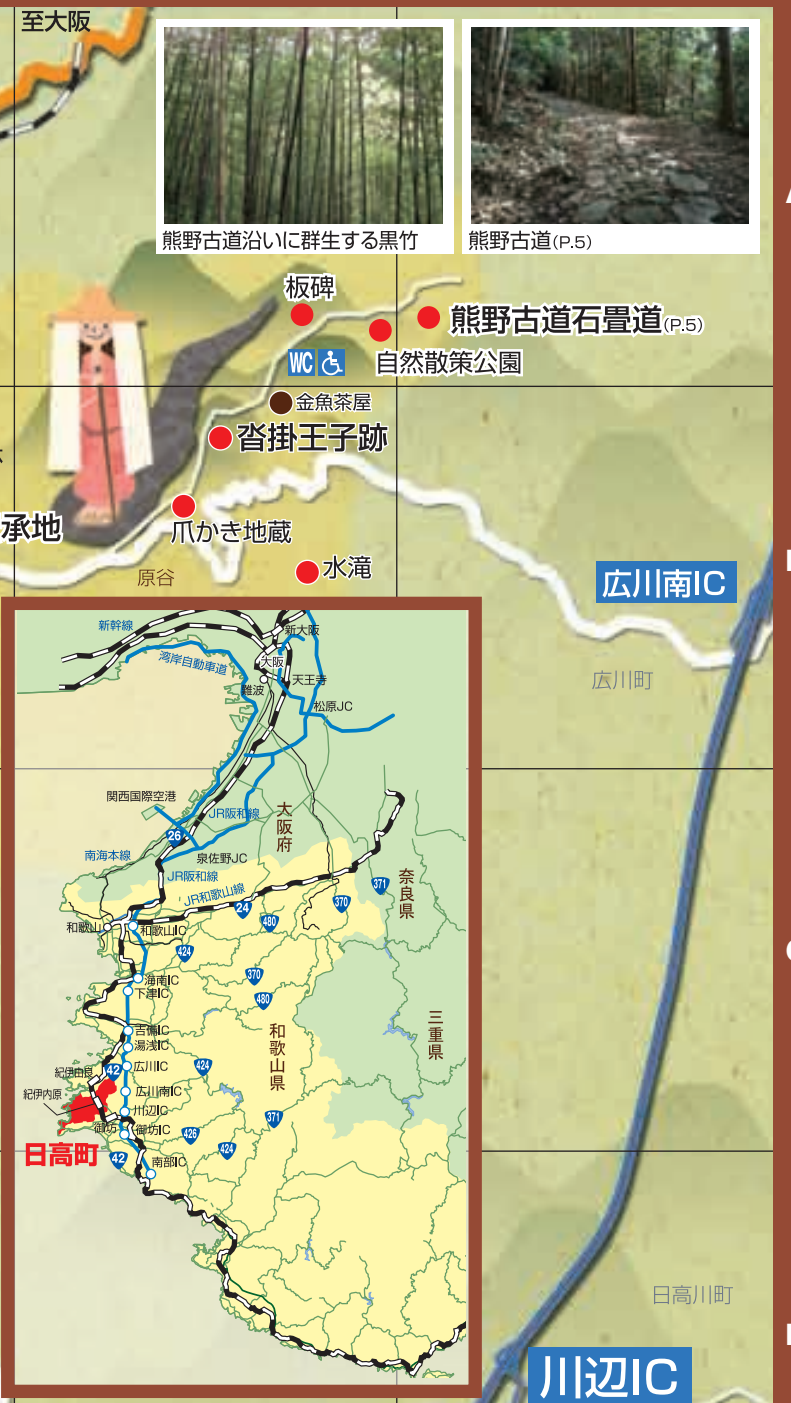 至大阪
熊野古道沿いに群生する黒竹
熊野古道(P.5)
板碑
熊野古道石畳道(P.5)
WC
自然散策公園
金魚茶屋
沓掛王子跡
承地
爪かき地蔵
原谷
水滝
広川南IC
広川町
新幹線
新大阪
湾岸自動車道
大阪
天王寺
難波
松原JC
関西国際空港
JR阪和線
大阪府
26
南海本線
泉佐野JC
JR阪和線
JR和歌山線
奈良県
371
370
24
480
和歌山
和歌山IC
424
370
海南IC
下津IC
480
三重県
吉備IC
湯浅IC
和歌山県
広川IC
424
紀伊由良
42
紀伊内原
広川南IC
川辺IC
371
御坊
御坊IC
426
424
日高町
42
南部IC
日高川町
川辺IC